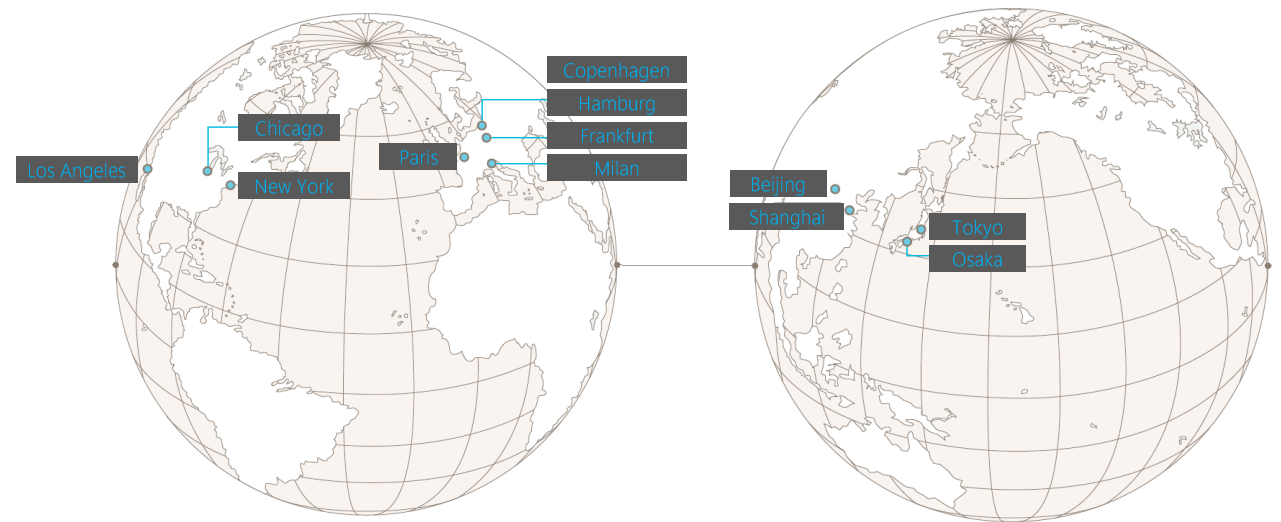 Copenhagen
Hamburg
Chicago
Frankfurt
Paris
Milan
Los Angeles
New York
Beijing
Shanghai
Tokyo
Osaka